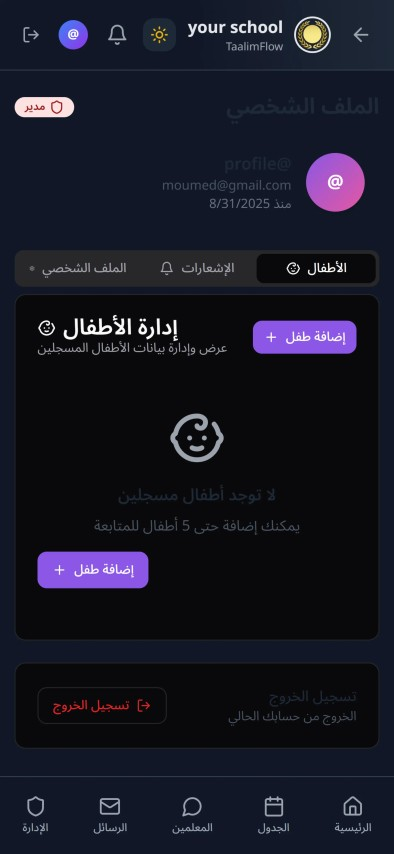 your school
TaalimFlow
@
الملف الشخصي
مدير
@
@profile
moumed@gmail.com
منذ 8/31/2025
الأطفال
الإشعارات
الملف الشخصي
إدارة الأطفال
عرض وإدارة بيانات الأطفال المسجلين
إضافة طفل +
لا توجد أطفال مسجلين
يمكنك إضافة حتى 5 أطفال للمتابعة
إضافة طفل +
تسجيل الخروج
الخروج من حسابك الحالي
تسجيل الخروج
الرئيسية
الجدول
المعلمين
الرسائل
الإدارة